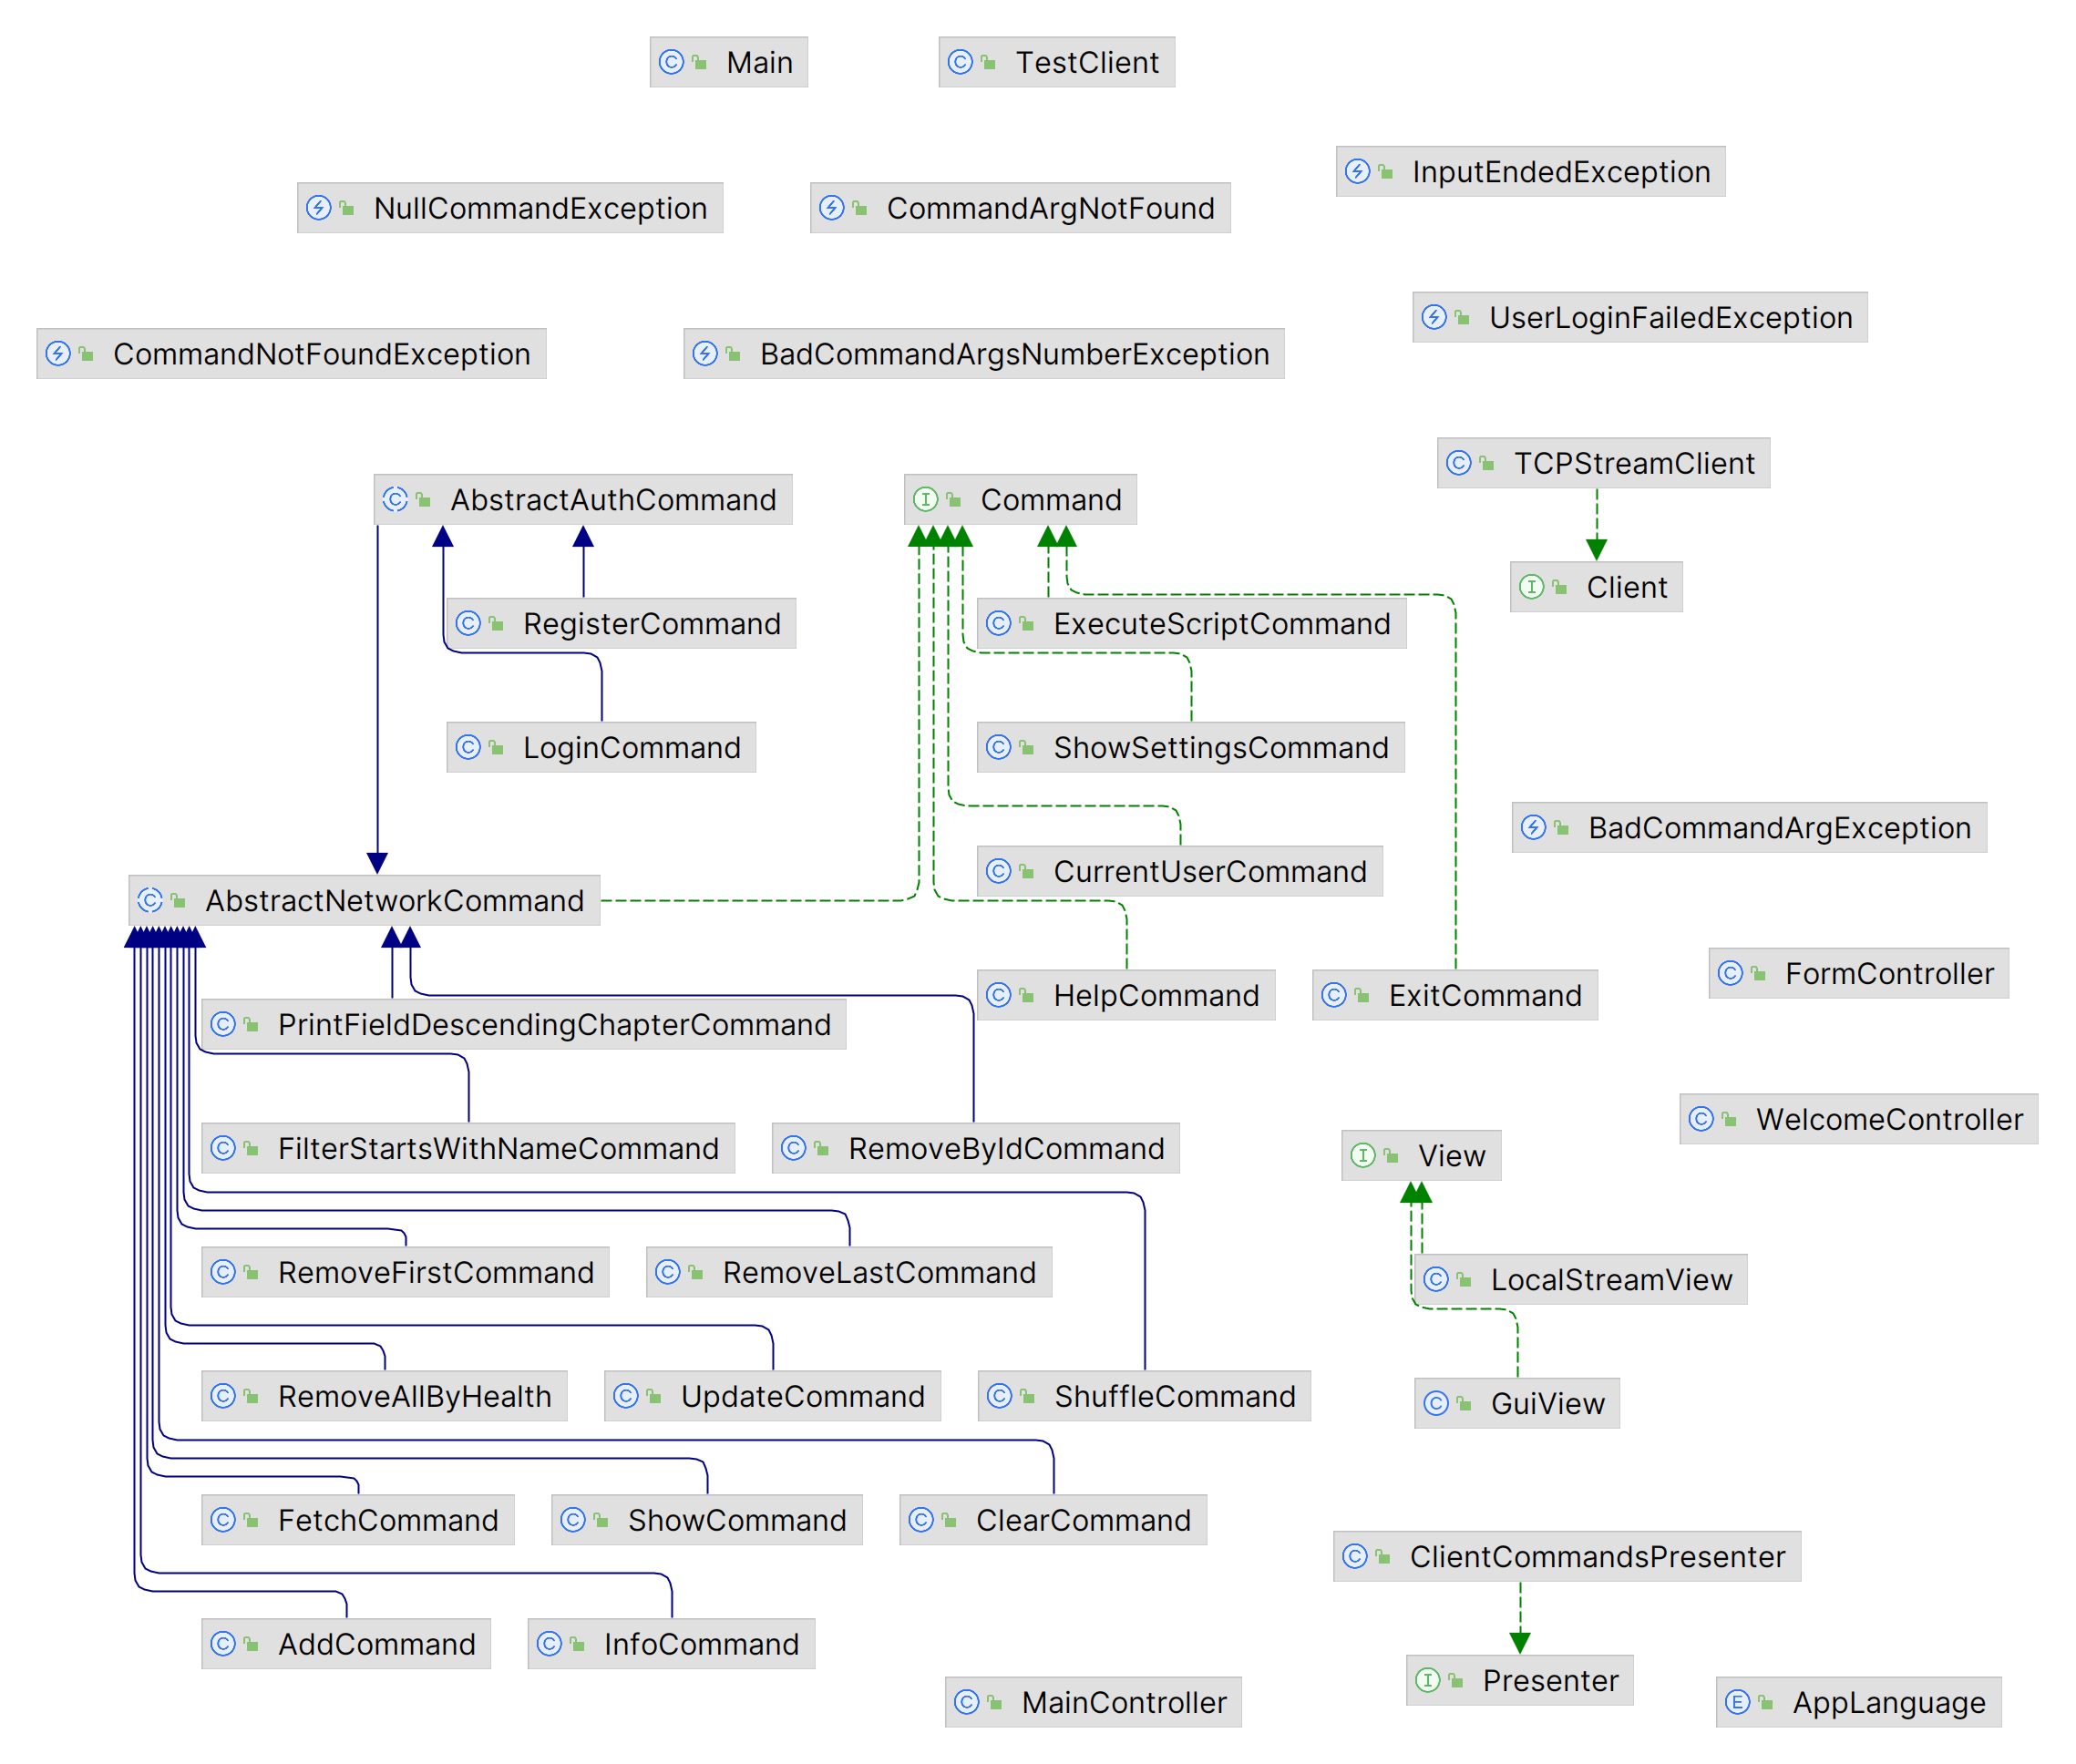 Main
TestClient
InputEndedException
NullCommandException
CommandArgNotFound
UserLoginFailedException
CommandNotFoundException
BadCommandArgsNumberException
TCPStreamClient
AbstractAuthCommand
Command
Client
RegisterCommand
ExecuteScriptCommand
LoginCommand
ShowSettingsCommand
BadCommandArgException
CurrentUserCommand
AbstractNetworkCommand
FormController
HelpCommand
ExitCommand
PrintFieldDescendingChapterCommand
WelcomeController
FilterStartsWithNameCommand
RemoveByIdCommand
View
RemoveFirstCommand
RemoveLastCommand
LocalStreamView
RemoveAllByHealth
UpdateCommand
ShuffleCommand
GuiView
FetchCommand
ShowCommand
ClearCommand
ClientCommandsPresenter
AddCommand
InfoCommand
Presenter
MainController
AppLanguage